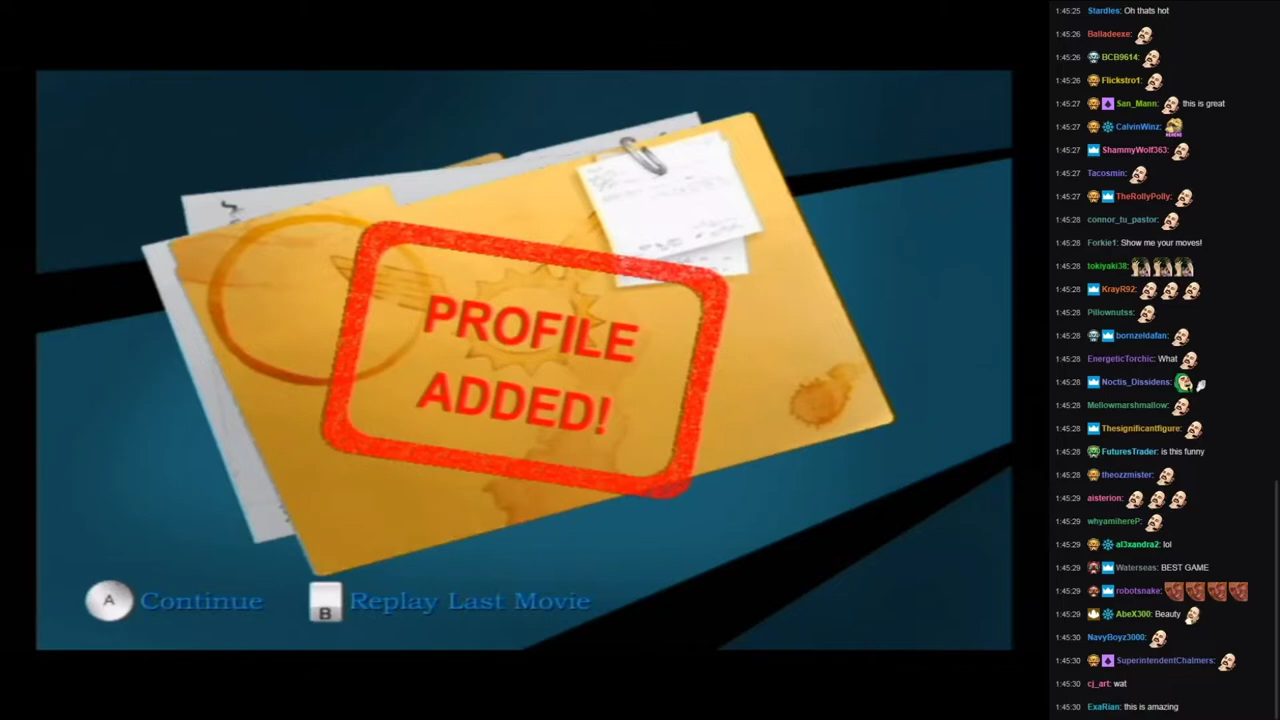 PROFILE
ADDED!
A Continue
B Replay Last Movie
1:45:25 Stardles: Oh thats hot
1:45:26 Balladeexe:
1:45:26 BCB9614:
1:45:26 Flickstro1:
1:45:27 San_Mann: this is great
1:45:27 CalvinWinz:
1:45:27 ShammyWolf363:
1:45:27 Tacosmin:
1:45:27 TheRollyPolly:
1:45:28 connor_tu_pastor:
1:45:28 Forkie1: Show me your moves!
1:45:28 tokiyaki38:
1:45:28 KrayR92:
1:45:28 Pillownutss:
1:45:28 bornzeldafan:
1:45:28 EnergeticTorchic: What
1:45:28 Noctis_Dissidens:
1:45:28 Mellowmarshmallow:
1:45:28 Thesignificantfigure:
1:45:28 FuturesTrader: is this funny
1:45:28 theozzmister:
1:45:29 aisterion:
1:45:29 whyamihereP:
1:45:29 al3xandra2: lol
1:45:29 Waterseas: BEST GAME
1:45:29 robotsnake:
1:45:29 AbeX300: Beauty
1:45:30 NavyBoyz3000:
1:45:30 SuperintendentChalmers:
1:45:30 cj_art: wat
1:45:30 ExaRian: this is amazing